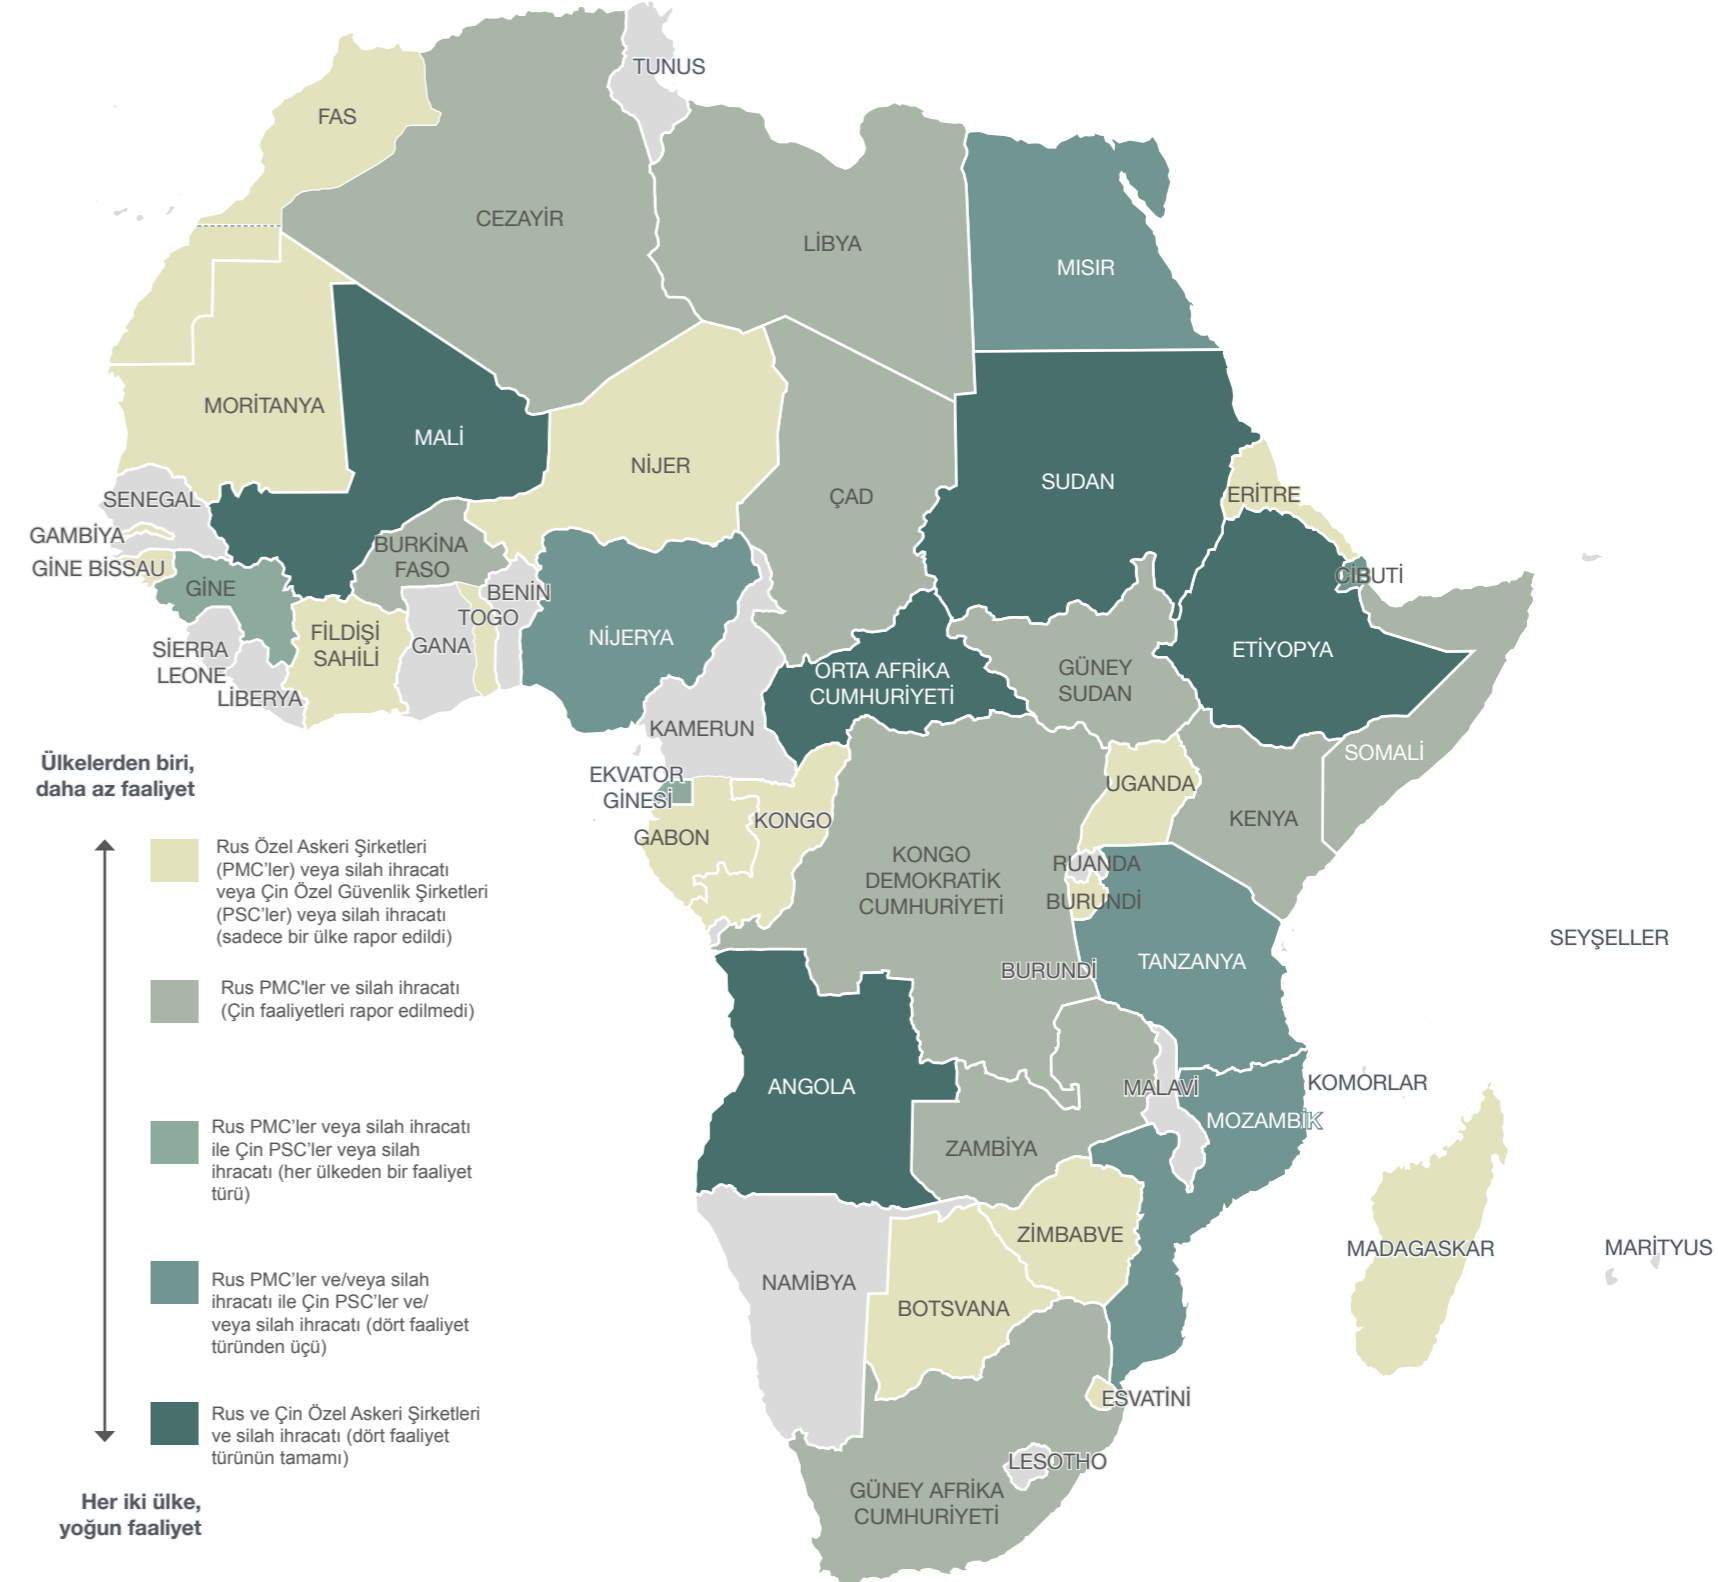 TUNUS
FAS
CEZAYİR
LİBYA
MISIR
MORİTANYA
MALİ
NİJER
ÇAD
SUDAN
ERİTRE
SENEGAL
GAMBİYA
GİNE BİSSAU
GİNE
BURKİNA
FASO
BENİN
TOGO
CİBUTİ
SİERRA
LEONE
LİBERYA
FİLDİŞİ
SAHİLİ
GANA
NİJERYA
ORTA AFRİKA
CUMHURİYETİ
GÜNEY
SUDAN
ETİYOPYA
KAMERUN
SOMALİ
EKVATOR
GİNESİ
GABON
KONGO
UGANDA
KENYA
KONGO
DEMOKRATİK
CUMHURİYETİ
RUANDA
BURUNDİ
BURUNDİ
TANZANYA
SEYŞELLER
ANGOLA
MALAVİ
KOMORLAR
MOZAMBİK
ZAMBİYA
ZİMBABVE
MADAGASKAR
MARİTYUS
NAMİBYA
BOTSVANA
ESVATİNİ
LESOTHO
GÜNEY AFRİKA
CUMHURİYETİ
Ülkelerden biri,
daha az faaliyet
Rus Özel Askeri Şirketleri
(PMC'ler) veya silah ihracatı
veya Çin Özel Güvenlik Şirketleri
(PSC'ler) veya silah ihracatı
(sadece bir ülke rapor edildi)
Rus PMC'ler ve silah ihracatı
(Çin faaliyetleri rapor edilmedi)
Rus PMC'ler veya silah ihracatı
ile Çin PSC'ler veya silah
ihracatı (her ülkeden bir faaliyet
türü)
Rus PMC'ler ve/veya silah
ihracatı ile Çin PSC'ler ve/
veya silah ihracatı (dört faaliyet
türünden üçü)
Rus ve Çin Özel Askeri Şirketleri
ve silah ihracatı (dört faaliyet
türünün tamamı)
Her iki ülke,
yoğun faaliyet